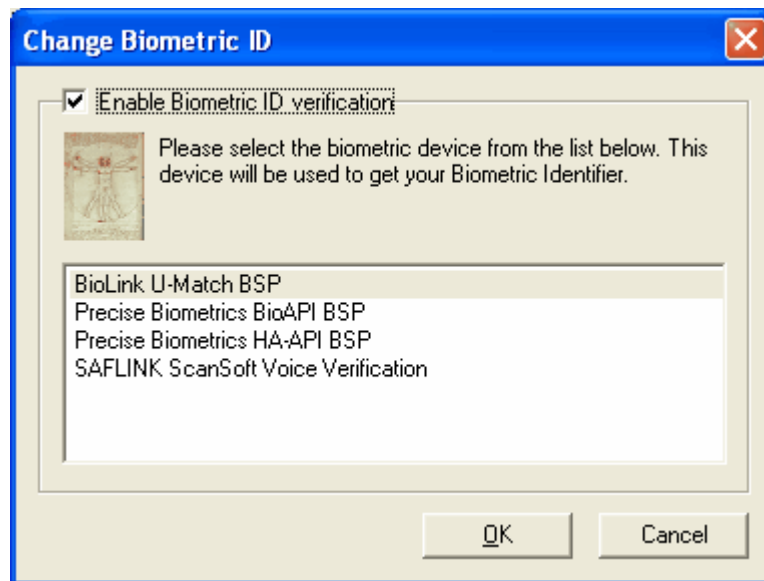 Change Biometric ID
Enable Biometric ID verification
Please select the biometric device from the list below. This
device will be used to get your Biometric Identifier.
BioLink U-Match BSP
Precise Biometrics BioAPI BSP
Precise Biometrics HA-API BSP
SAFLINK ScanSoft Voice Verification
OK
Cancel